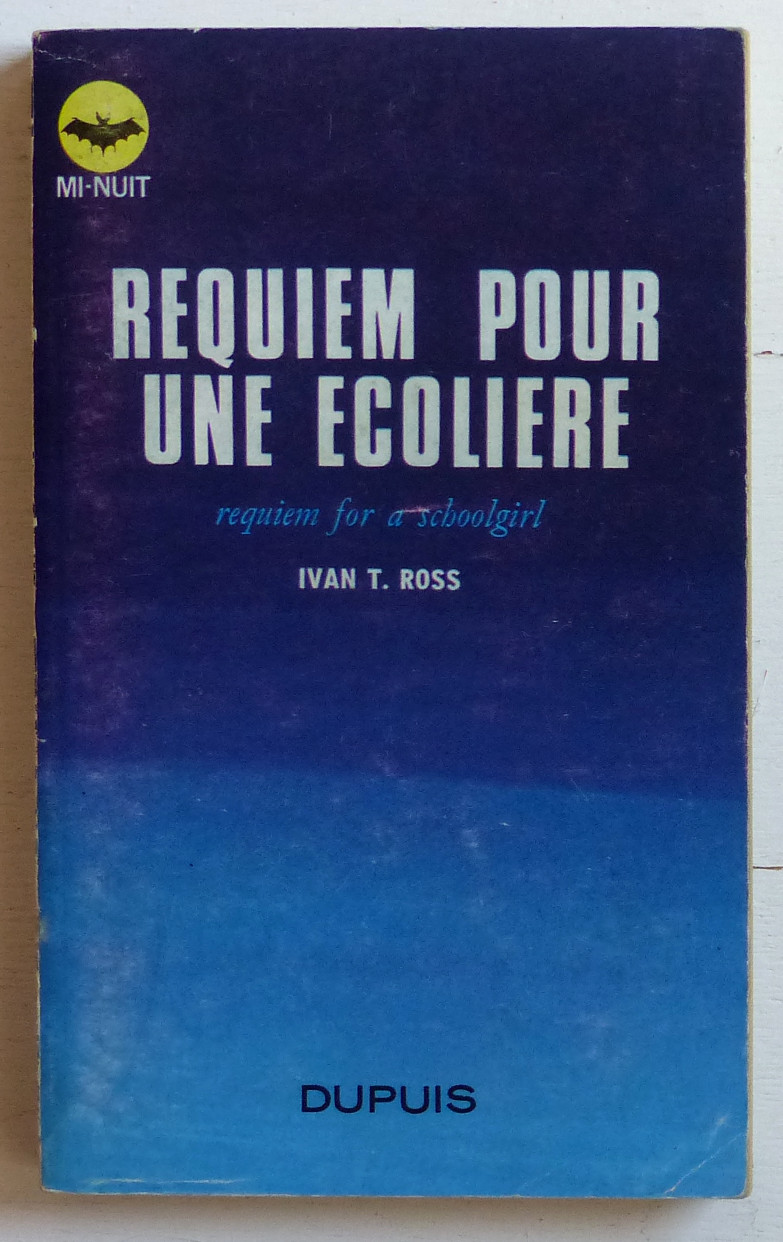 MI-NUIT
REQUIEM POUR
UNE ECOLIERE
requiem for a schoolgirl
IVAN T. ROSS
DUPUIS